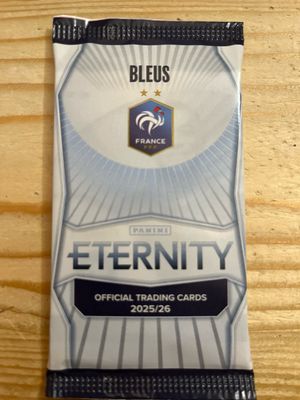 BLEUS
FRANCE
PANINI
ETERNITY
OFFICIAL TRADING CARDS
2025/26